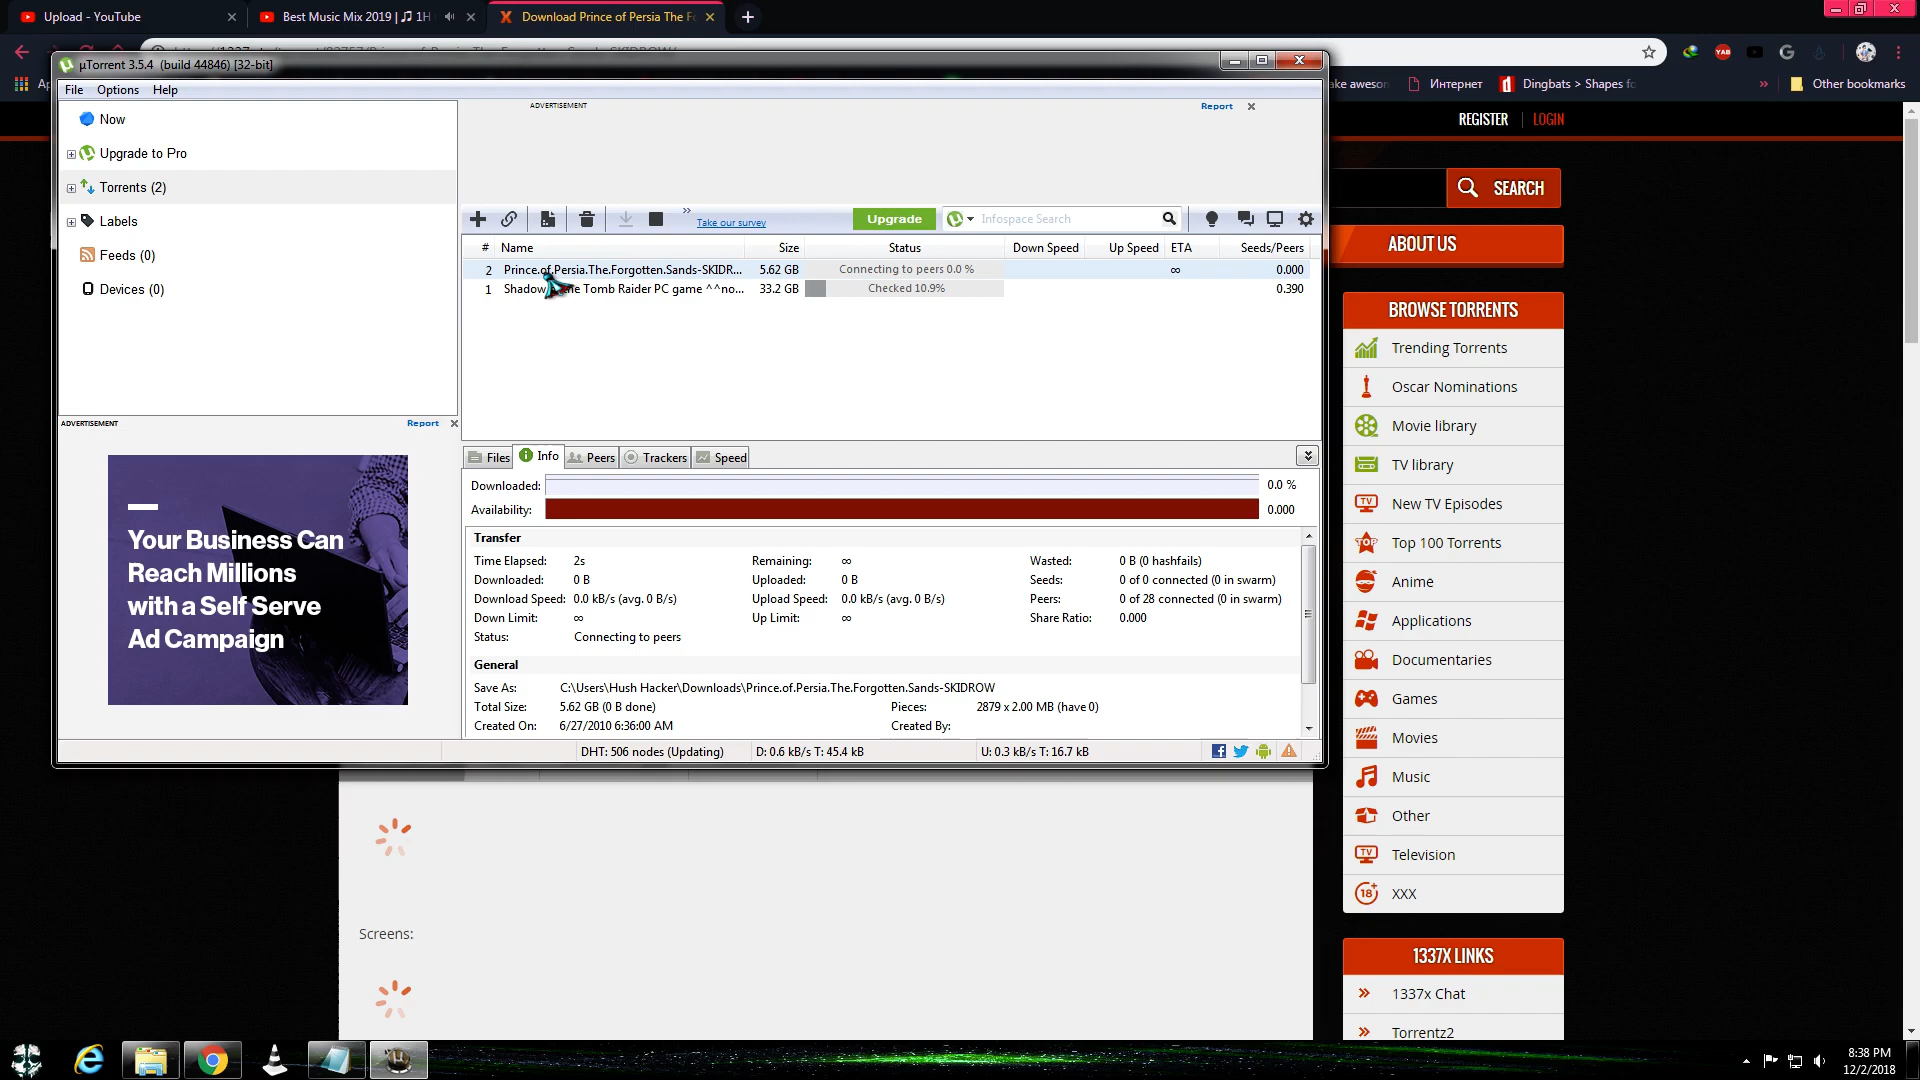 Upload - YouTube
Best Music Mix 2019 | 🎵 1H
Download Prince of Persia The Fo
Ap
ake aweson
Интернет
Dingbats > Shapes fo
Other bookmarks
µTorrent 3.5.4 (build 44846) [32-bit]
File Options Help
Now
Upgrade to Pro
Torrents (2)
Labels
Feeds (0)
Devices (0)
ADVERTISEMENT
Report
Take our survey
Upgrade
Infospace Search
# Name Size Status Down Speed Up Speed ETA Seeds/Peers
2 Prince.of.Persia.The.Forgotten.Sands-SKIDR... 5.62 GB Connecting to peers 0.0 % ∞ 0.000
1 Shadow the Tomb Raider PC game ^^no... 33.2 GB Checked 10.9% 0.390
ADVERTISEMENT
Report
Your Business Can
Reach Millions
with a Self Serve
Ad Campaign
Files Info Peers Trackers Speed
Downloaded: 0.0 %
Availability: 0.000
Transfer
Time Elapsed: 2s Remaining: ∞ Wasted: 0 B (0 hashfails)
Downloaded: 0 B Uploaded: 0 B Seeds: 0 of 0 connected (0 in swarm)
Download Speed: 0.0 kB/s (avg. 0 B/s) Upload Speed: 0.0 kB/s (avg. 0 B/s) Peers: 0 of 28 connected (0 in swarm)
Down Limit: ∞ Up Limit: ∞ Share Ratio: 0.000
Status: Connecting to peers
General
Save As: C:\Users\Hush Hacker\Downloads\Prince.of.Persia.The.Forgotten.Sands-SKIDROW
Total Size: 5.62 GB (0 B done) Pieces: 2879 x 2.00 MB (have 0)
Created On: 6/27/2010 6:36:00 AM Created By:
DHT: 506 nodes (Updating) D: 0.6 kB/s T: 45.4 kB U: 0.3 kB/s T: 16.7 kB
REGISTER LOGIN
SEARCH
ABOUT US
BROWSE TORRENTS
Trending Torrents
Oscar Nominations
Movie library
TV library
New TV Episodes
Top 100 Torrents
Anime
Applications
Documentaries
Games
Movies
Music
Other
Television
XXX
1337X LINKS
1337x Chat
Torrentz2
Screens:
8:38 PM
12/2/2018